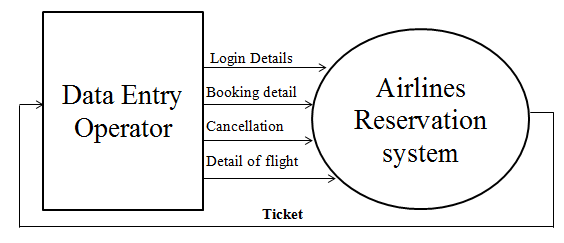 Data Entry
Operator
Login Details
Booking detail
Cancellation
Detail of flight
Airlines
Reservation
system
Ticket